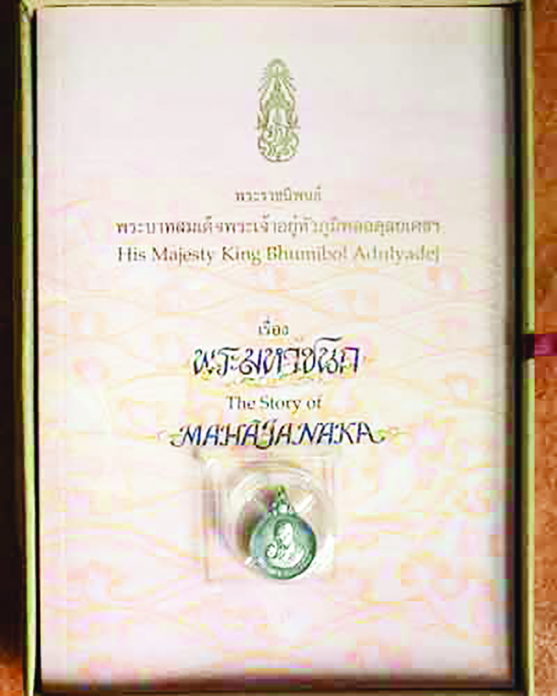 พระราชนิพนธ์
พระบาทสมเด็จพระเจ้าอยู่หัวภูมิพลอดุลยเดชฯ
His Majesty King Bhumibol Adulyadej
เรื่อง
พระมหาชนก
The Story of
MAHAJANAKA